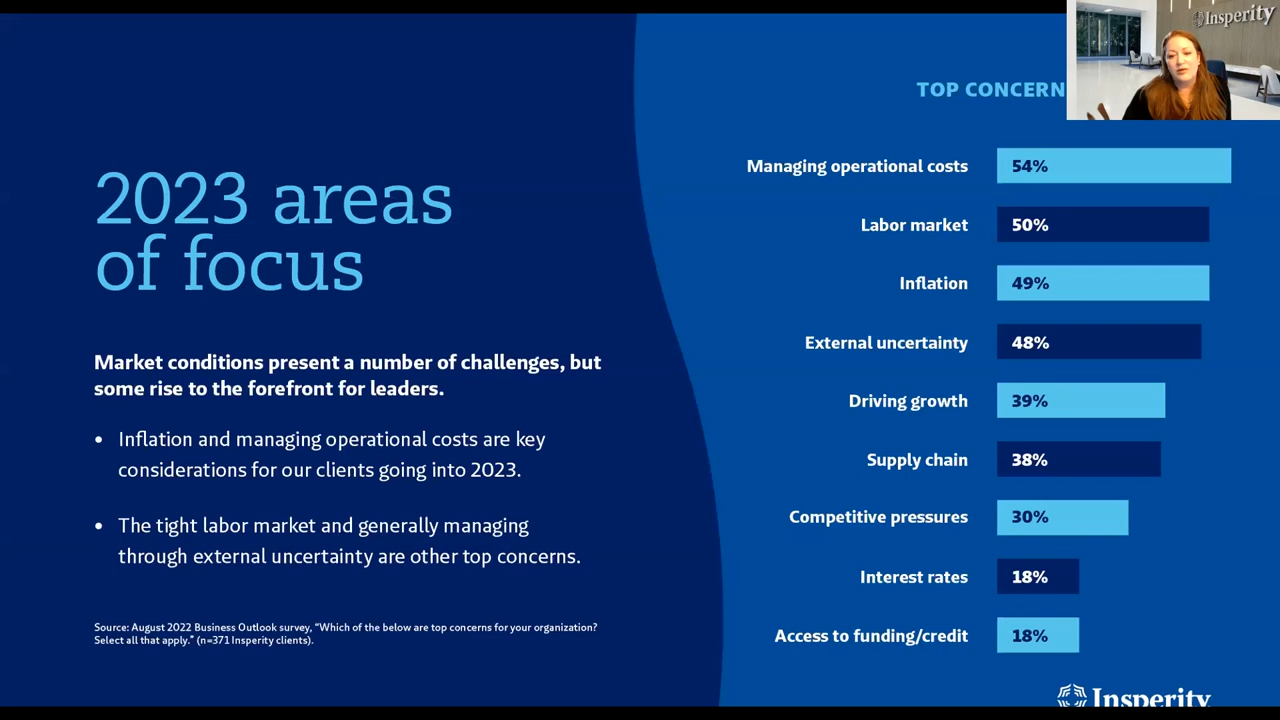 Insperity
TOP CONCERN
2023 areas
of focus
Market conditions present a number of challenges, but
some rise to the forefront for leaders.
• Inflation and managing operational costs are key
considerations for our clients going into 2023.
• The tight labor market and generally managing
through external uncertainty are other top concerns.
Source: August 2022 Business Outlook survey, “Which of the below are top concerns for your organization?
Select all that apply.” (n=371 Insperity clients).
Managing operational costs 54%
Labor market 50%
Inflation 49%
External uncertainty 48%
Driving growth 39%
Supply chain 38%
Competitive pressures 30%
Interest rates 18%
Access to funding/credit 18%
Insperity